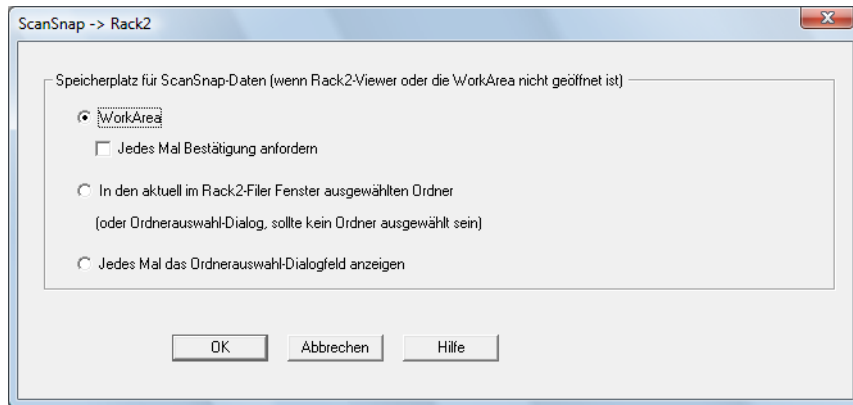 ScanSnap -> Rack2
Speicherplatz für ScanSnap-Daten (wenn Rack2-Viewer oder die WorkArea nicht geöffnet ist)
WorkArea
Jedes Mal Bestätigung anfordern
In den aktuell im Rack2-Filer Fenster ausgewählten Ordner
(oder Ordnerauswahl-Dialog, sollte kein Ordner ausgewählt sein)
Jedes Mal das Ordnerauswahl-Dialogfeld anzeigen
OK Abbrechen Hilfe